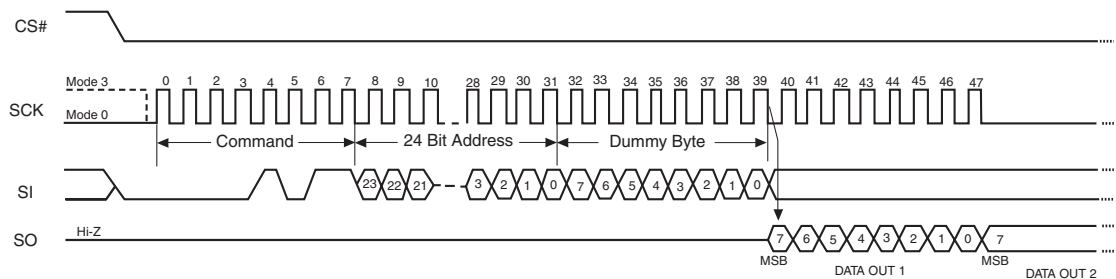 CS#
Mode 3 0 1 2 3 4 5 6 7 8 9 10 28 29 30 31 32 33 34 35 36 37 38 39 40 41 42 43 44 45 46 47
SCK
Mode 0
Command 24 Bit Address Dummy Byte
SI 23 22 21 3 2 1 0 7 6 5 4 3 2 1 0
SO Hi-Z 7 6 5 4 3 2 1 0 7
MSB DATA OUT 1 MSB DATA OUT 2